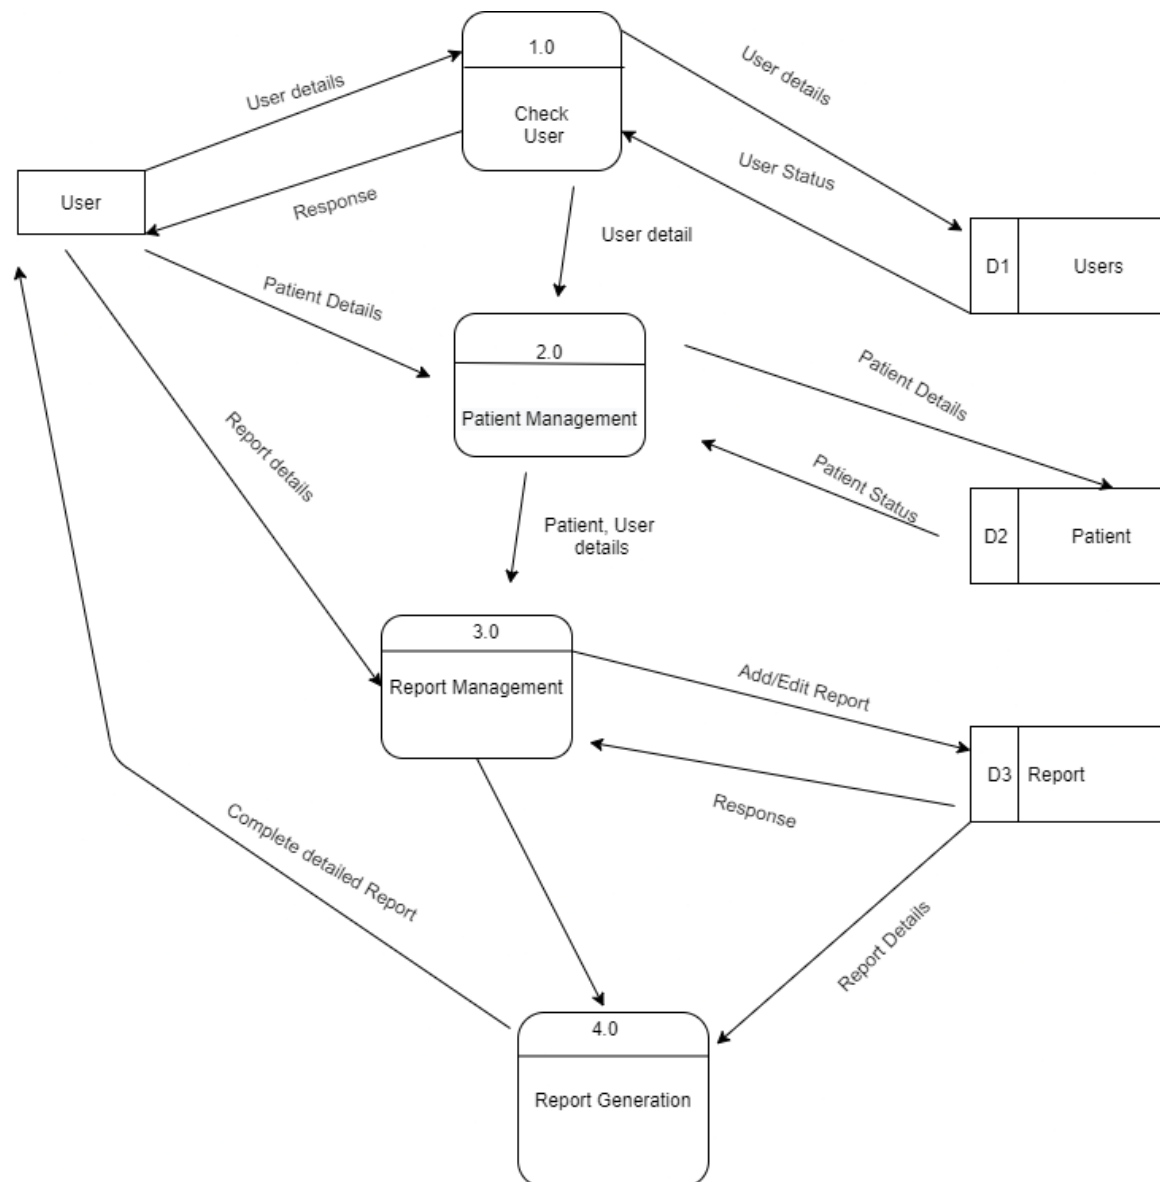 1.0
Check
User
User details
User details
User Status
Response
User
User detail
D1
Users
Patient Details
2.0
Patient Management
Patient Details
Patient Status
Report details
Patient, User
details
D2
Patient
3.0
Report Management
Add/Edit Report
D3
Report
Response
Complete detailed Report
Report Details
4.0
Report Generation